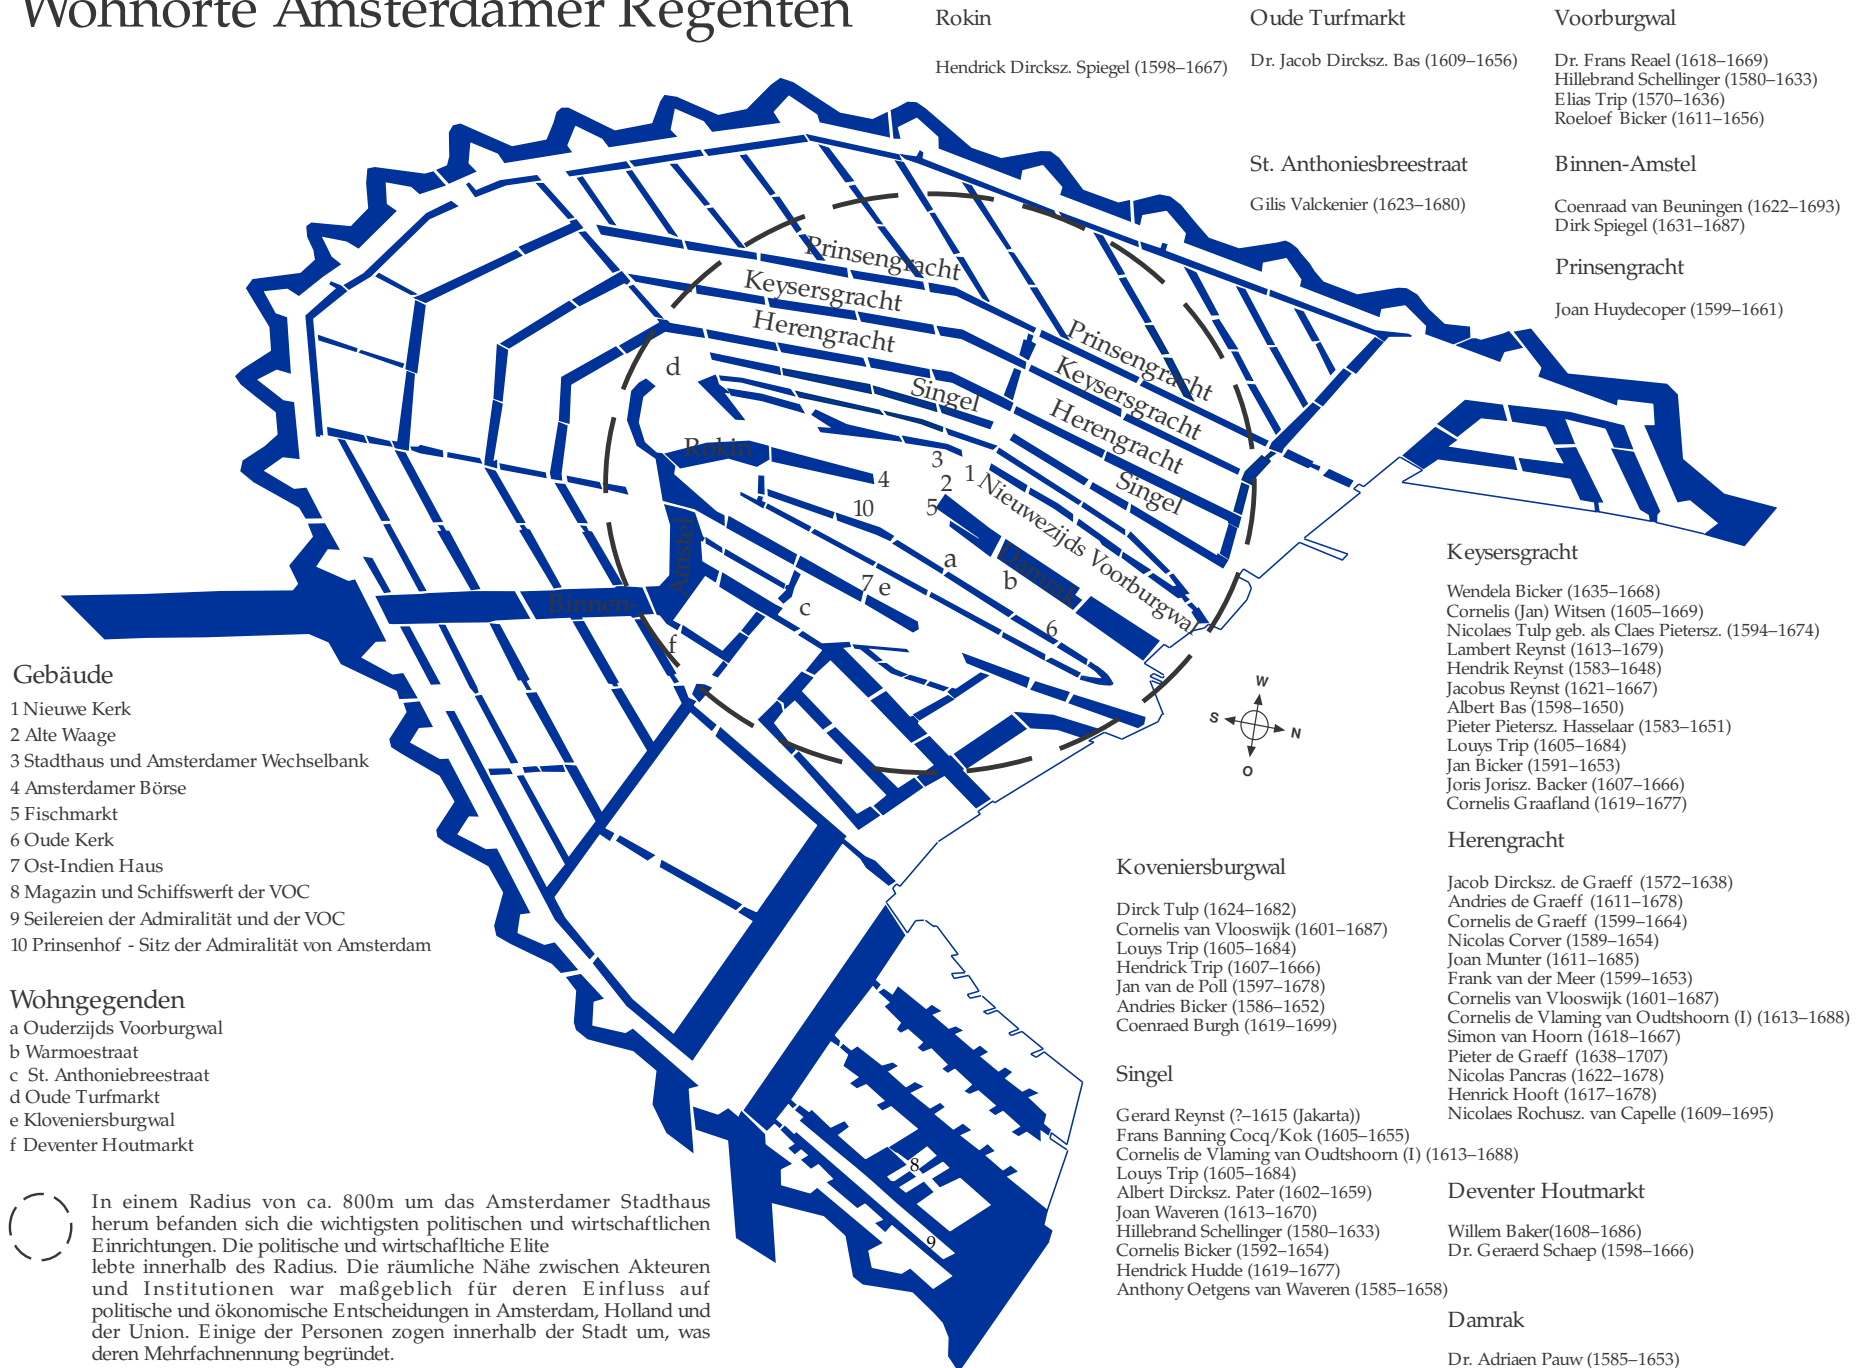 Wohnorte Amsterdamer Regenten
Rokin
Hendrick Dircksz. Spiegel (1598–1667)
Oude Turfmarkt
Dr. Jacob Dircksz. Bas (1609–1656)
Voorburgwal
Dr. Frans Reael (1618–1669)
Hillebrand Schellinger (1580–1633)
Elias Trip (1570–1636)
Roeloef Bicker (1611–1656)
St. Anthoniesbreestraat
Gilis Valckenier (1623–1680)
Binnen-Amstel
Coenraad van Beuningen (1622–1693)
Dirk Spiegel (1631–1687)
Prinsengracht
Joan Huydecoper (1599–1661)
Prinsengracht
Keysersgracht
Herengracht
Singel
Prinsengracht
Keysersgracht
Herengracht
Singel
d
Rokin
3
1
4
2
10
5
Nieuwezijds Voorburgwal
Damrak
Amstel
Binnen-
a
b
7
e
c
6
f
W
S
N
O
8
9
Gebäude
1 Nieuwe Kerk
2 Alte Waage
3 Stadthaus und Amsterdamer Wechselbank
4 Amsterdamer Börse
5 Fischmarkt
6 Oude Kerk
7 Ost-Indien Haus
8 Magazin und Schiffswerft der VOC
9 Seilereien der Admiralität und der VOC
10 Prinsenhof - Sitz der Admiralität von Amsterdam
Wohngegenden
a Ouderzijds Voorburgwal
b Warmoestraat
c St. Anthoniebreestraat
d Oude Turfmarkt
e Kloveniersburgwal
f Deventer Houtmarkt
In einem Radius von ca. 800m um das Amsterdamer Stadthaus
herum befanden sich die wichtigsten politischen und wirtschaftlichen
Einrichtungen. Die politische und wirtschafltiche Elite
lebte innerhalb des Radius. Die räumliche Nähe zwischen Akteuren
und Institutionen war maßgeblich für deren Einfluss auf
politische und ökonomische Entscheidungen in Amsterdam, Holland und
der Union. Einige der Personen zogen innerhalb der Stadt um, was
deren Mehrfachnennung begründet.
Koveniersburgwal
Dirck Tulp (1624–1682)
Cornelis van Vlooswijk (1601–1687)
Louys Trip (1605–1684)
Hendrick Trip (1607–1666)
Jan van de Poll (1597–1678)
Andries Bicker (1586–1652)
Coenraed Burgh (1619–1699)
Singel
Gerard Reynst (?–1615 (Jakarta))
Frans Banning Cocq/Kok (1605–1655)
Cornelis de Vlaming van Oudtshoorn (I) (1613–1688)
Louys Trip (1605–1684)
Albert Dircksz. Pater (1602–1659)
Joan Waveren (1613–1670)
Hillebrand Schellinger (1580–1633)
Cornelis Bicker (1592–1654)
Hendrick Hudde (1619–1677)
Anthony Oetgens van Waveren (1585–1658)
Keysersgracht
Wendela Bicker (1635–1668)
Cornelis (Jan) Witsen (1605–1669)
Nicolaes Tulp geb. als Claes Pietersz. (1594–1674)
Lambert Reynst (1613–1679)
Hendrik Reynst (1583–1648)
Jacobus Reynst (1621–1667)
Albert Bas (1598–1650)
Pieter Pietersz. Hasselaar (1583–1651)
Louys Trip (1605–1684)
Jan Bicker (1591–1653)
Joris Jorisz. Backer (1607–1666)
Cornelis Graafland (1619–1677)
Herengracht
Jacob Dircksz. de Graeff (1572–1638)
Andries de Graeff (1611–1678)
Cornelis de Graeff (1599–1664)
Nicolas Corver (1589–1654)
Joan Munter (1611–1685)
Frank van der Meer (1599–1653)
Cornelis van Vlooswijk (1601–1687)
Cornelis de Vlaming van Oudtshoorn (I) (1613–1688)
Simon van Hoorn (1618–1667)
Pieter de Graeff (1638–1707)
Nicolas Pancras (1622–1678)
Henrick Hooft (1617–1678)
Nicolaes Rochusz. van Capelle (1609–1695)
Deventer Houtmarkt
Willem Baker(1608–1686)
Dr. Geraerd Schaep (1598–1666)
Damrak
Dr. Adriaen Pauw (1585–1653)